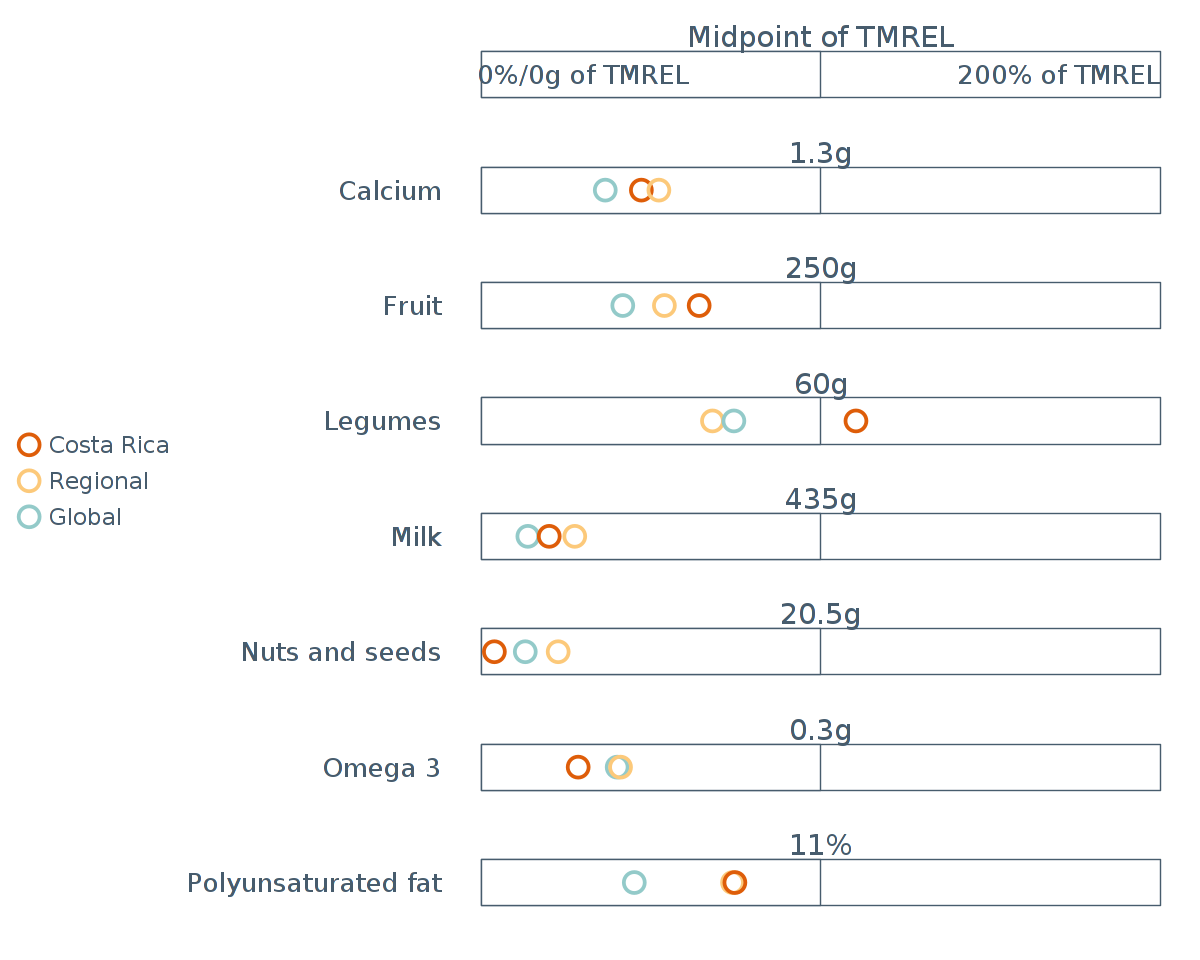 Midpoint of TMREL
0%/0g of TMREL
200% of TMREL
1.3g
Calcium
250g
Fruit
60g
Legumes
Costa Rica
Regional
Global
435g
Milk
20.5g
Nuts and seeds
0.3g
Omega 3
11%
Polyunsaturated fat